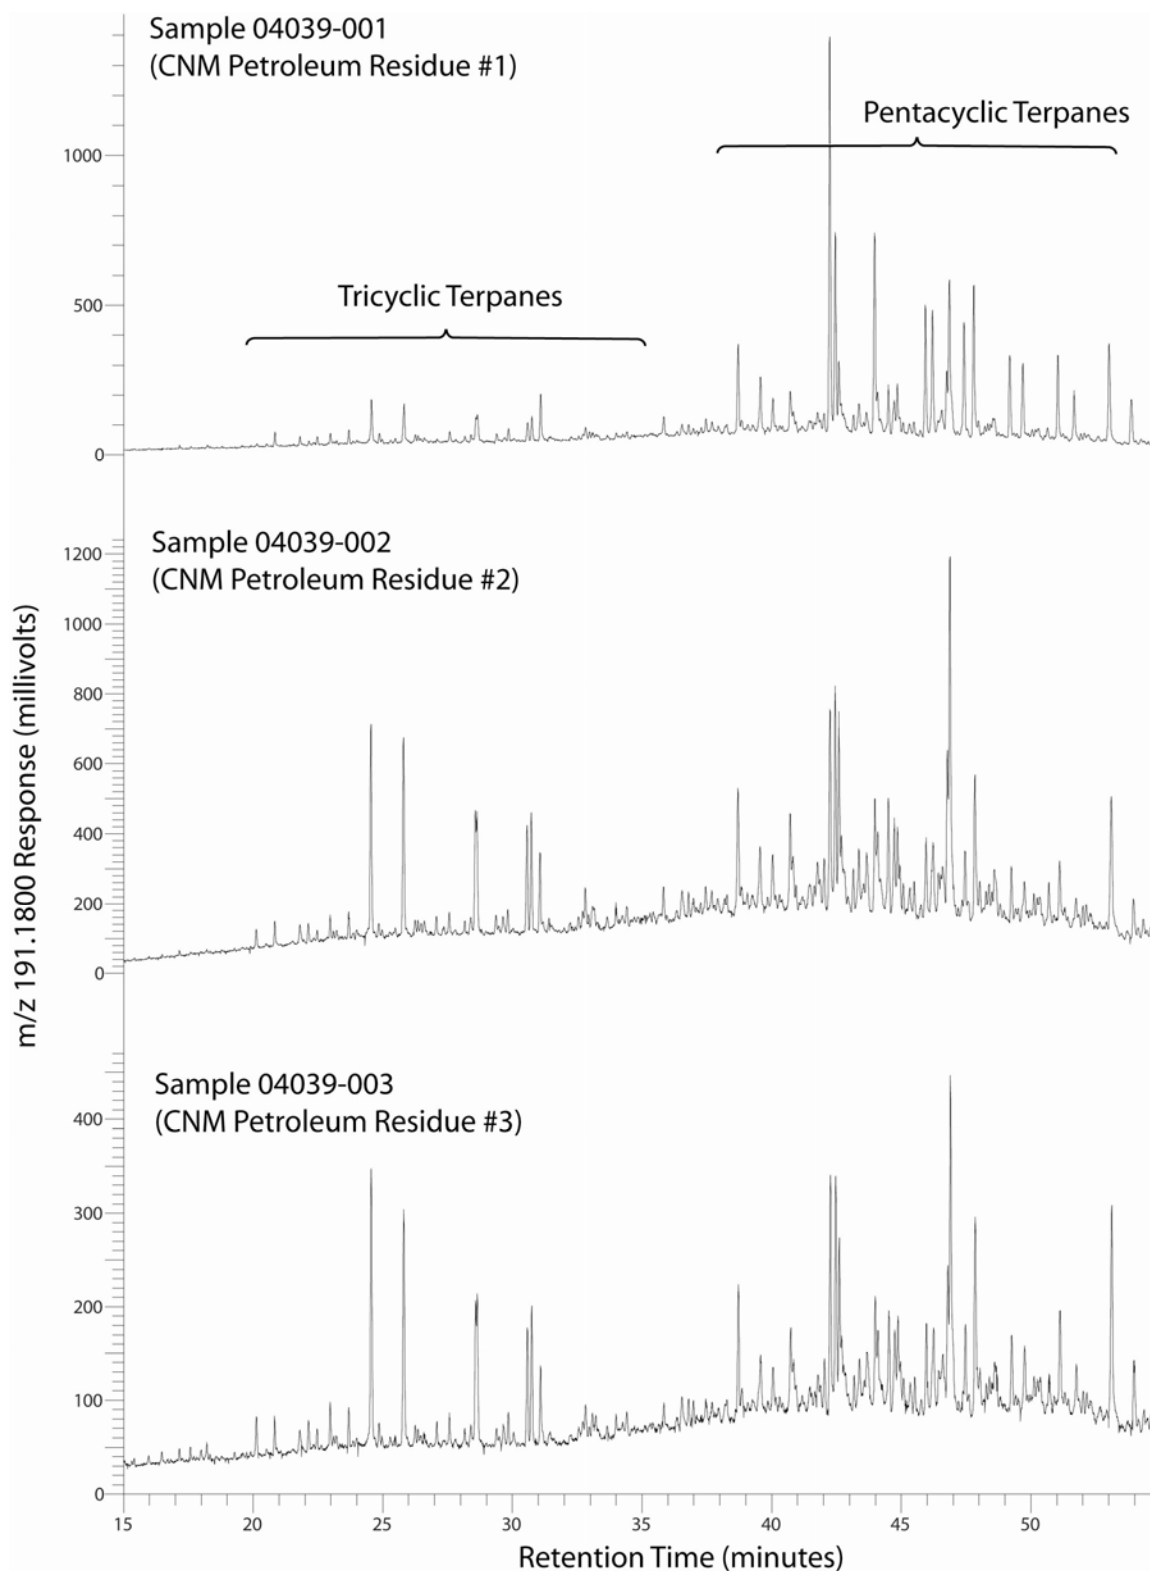 Sample 04039-001
(CNM Petroleum Residue #1)
Pentacyclic Terpanes
1000
Tricyclic Terpanes
500
0
Sample 04039-002
(CNM Petroleum Residue #2)
1200
1000
800
600
400
200
0
m/z 191.1800 Response (millivolts)
Sample 04039-003
(CNM Petroleum Residue #3)
400
300
200
100
0
15 20 25 30 35 40 45 50
Retention Time (minutes)